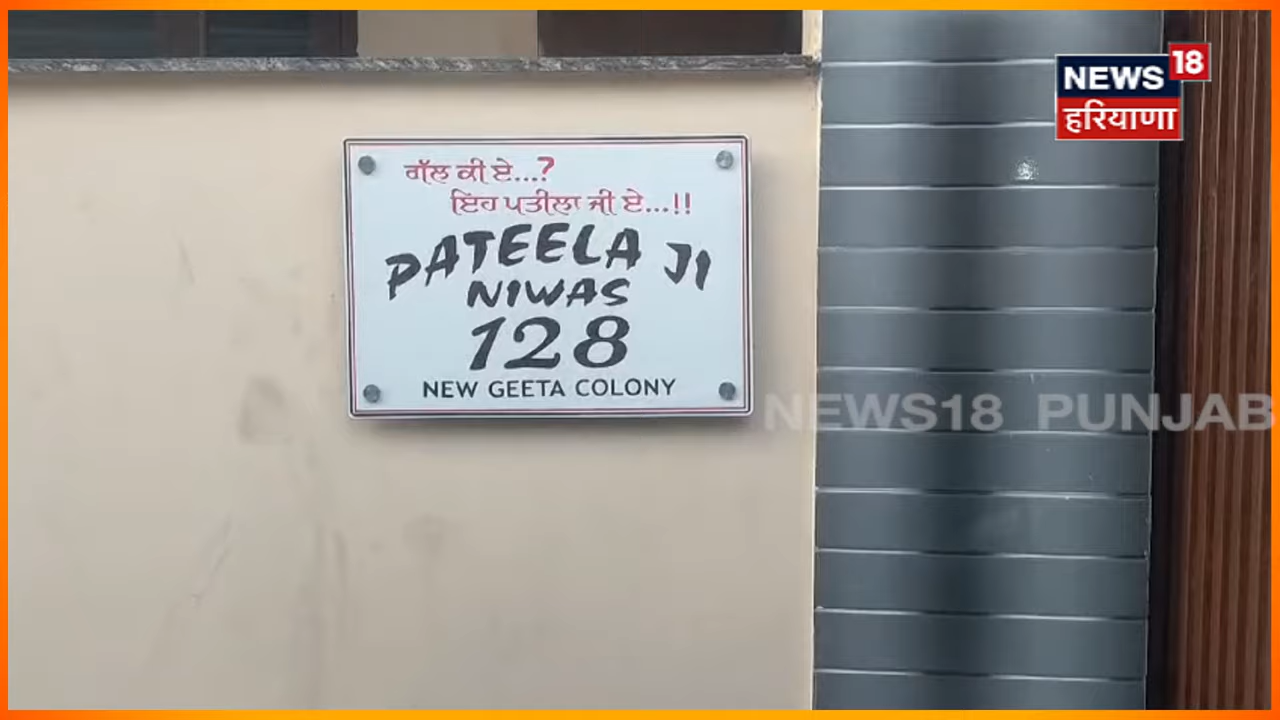 NEWS 18
हरियाणा
ਗੱਲ ਕੀ ਏ...?
ਇਹ ਪਤੀਲਾ ਜੀ ਏ...!!
PATEELA JI
NIWAS
128
NEW GEETA COLONY
NEWS18 PUNJAB